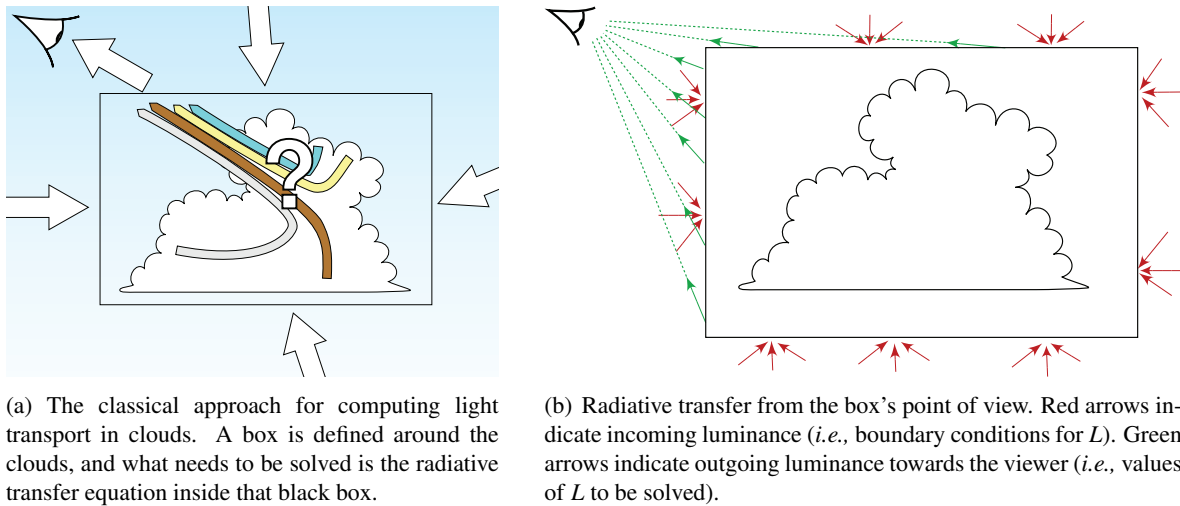 ?
(a) The classical approach for computing light
transport in clouds. A box is defined around the
clouds, and what needs to be solved is the radiative
transfer equation inside that black box.
(b) Radiative transfer from the box's point of view. Red arrows in-
dicate incoming luminance (i.e., boundary conditions for L). Green
arrows indicate outgoing luminance towards the viewer (i.e., values
of L to be solved).